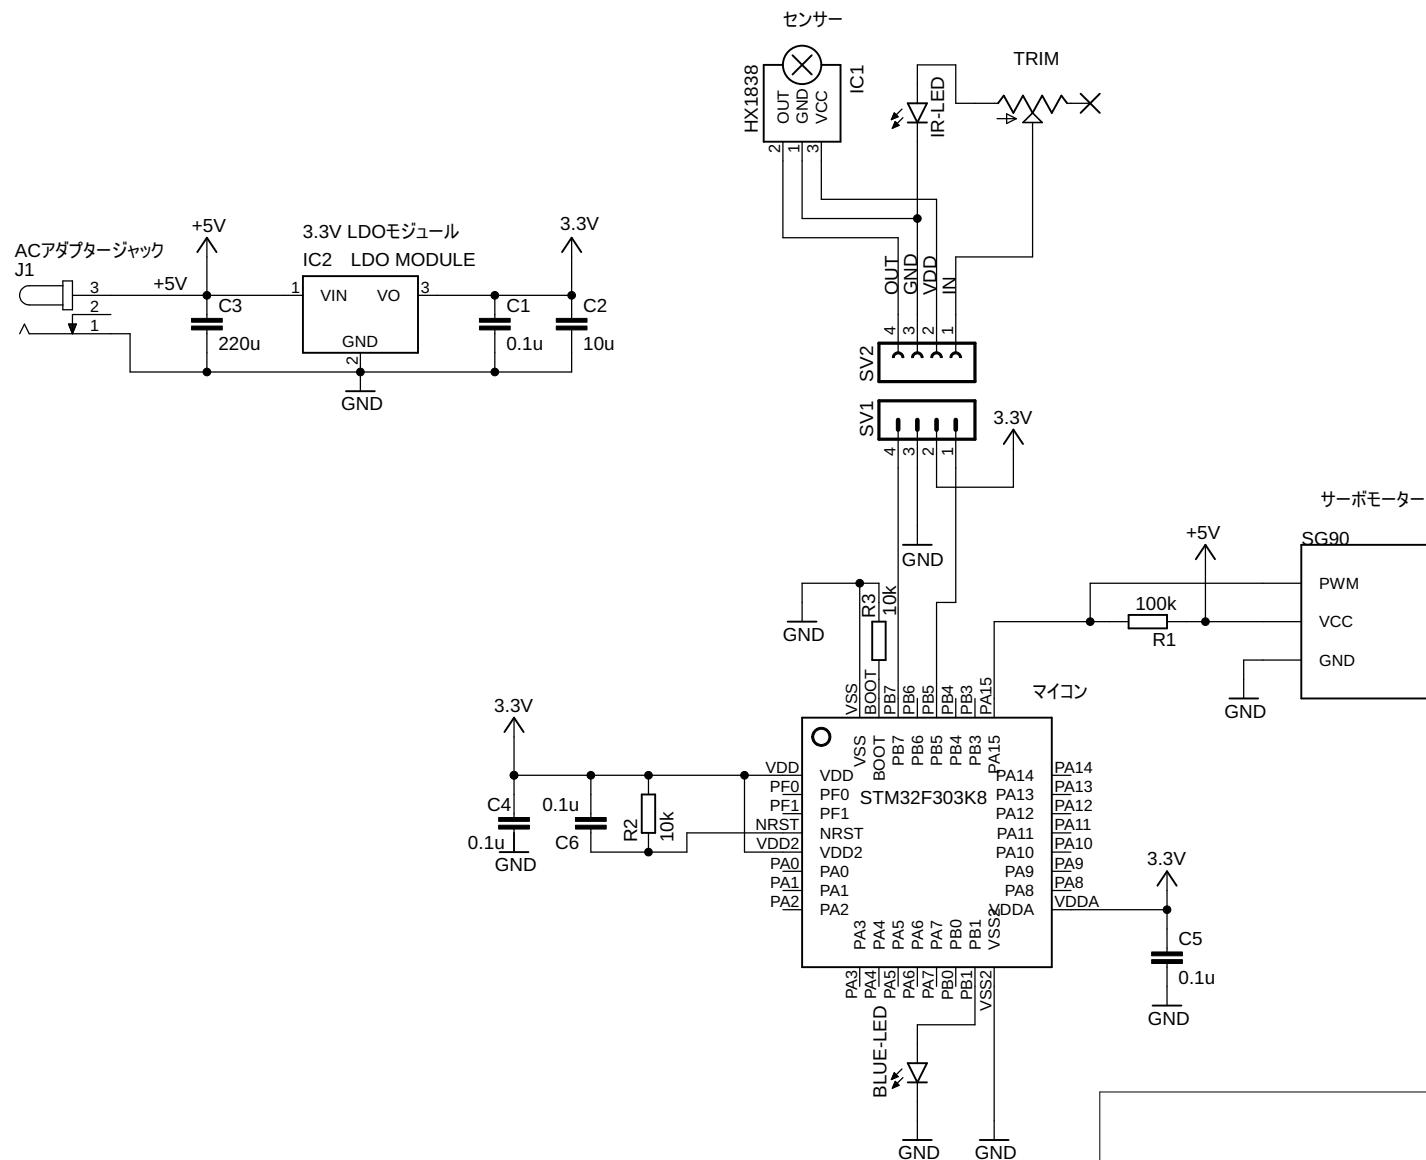 センサー
TRIM
HX1838
OUT
GND
VCC
IC1
2
1
3
IR-LED
ACアダプタージャック
J1
3
2
1
+5V
+5V
C3
220u
3.3V LDOモジュール
IC2 LDO MODULE
1
VIN
VO
3
GND
2
GND
3.3V
C1
0.1u
C2
10u
OUT
GND
VDD
IN
4
3
2
1
SV2
SV1
4
3
2
1
3.3V
GND
サーボモーター
SG90
PWM
VCC
GND
+5V
100k
R1
GND
GND
R3
10k
マイコン
VSS
BOOT
PB7
PB6
PB5
PB4
PB3
PA15
VSS
BOOT
PB7
PB6
PB5
PB4
PB3
PA15
STM32F303K8
3.3V
C4
0.1u
GND
0.1u
C6
R2
10k
VDD
PF0
PF1
NRST
VDD2
PA0
PA1
PA2
VDD
PF0
PF1
NRST
VDD2
PA0
PA1
PA2
PA14
PA13
PA12
PA11
PA10
PA9
PA8
VDDA
PA14
PA13
PA12
PA11
PA10
PA9
PA8
VDDA
3.3V
C5
0.1u
GND
PA3
PA4
PA5
PA6
PA7
PB0
PB1
VSS2
PA3
PA4
PA5
PA6
PA7
PB0
PB1
VSS2
BLUE-LED
GND
GND